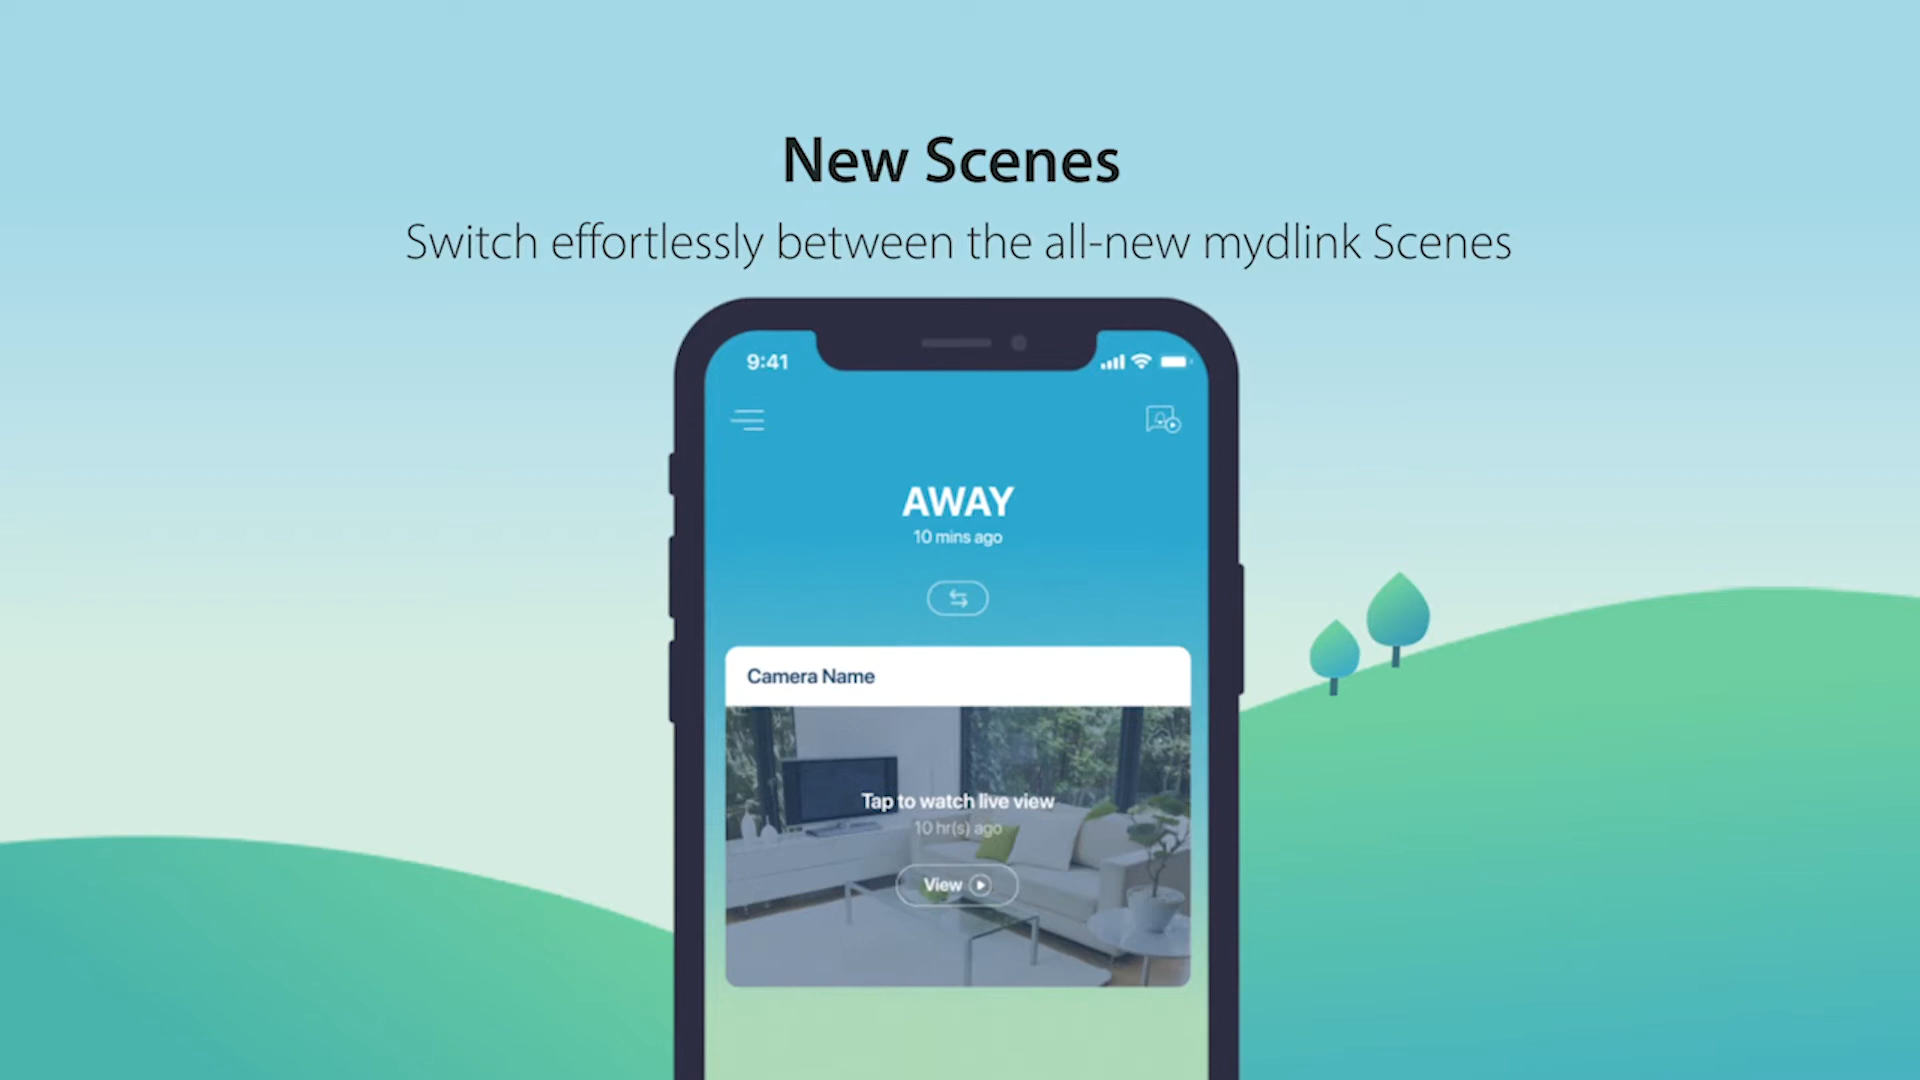 New Scenes
Switch effortlessly between the all-new mydlink Scenes
9:41
AWAY
10 mins ago
Camera Name
Tap to watch live view
10 hr(s) ago
View